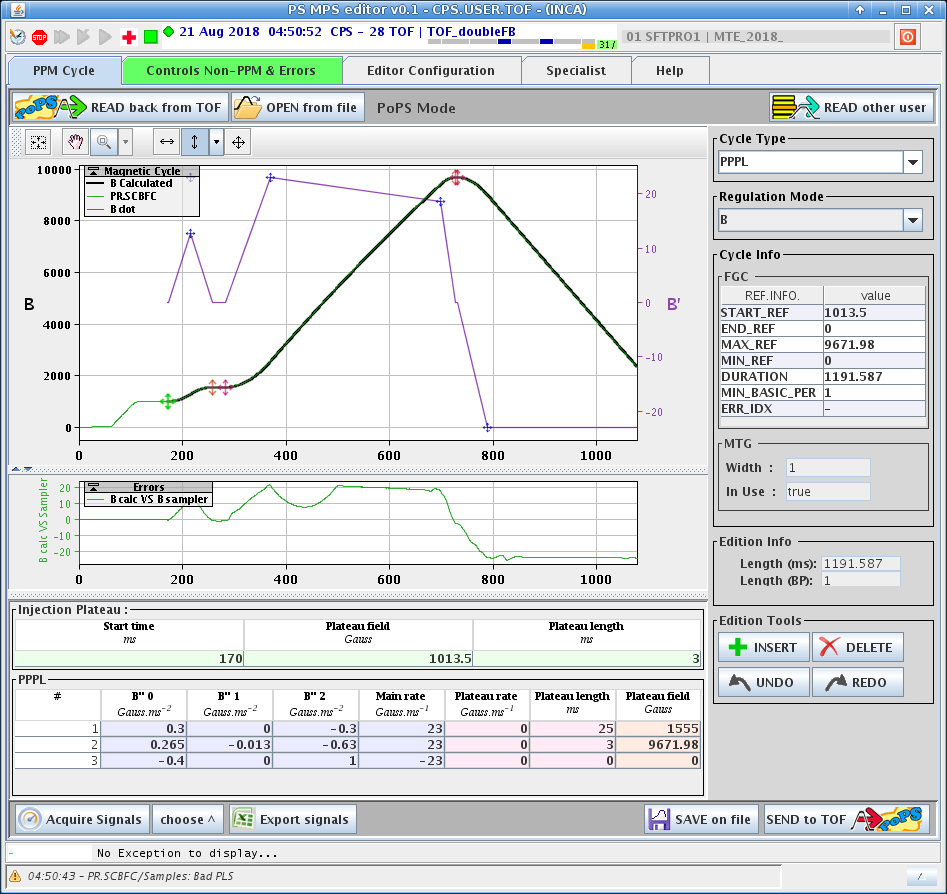 PS MPS editor v0.1 - CPS.USER.TOF - (INCA)
STOP 21 Aug 2018 04:50:52 CPS - 28 TOF | TOF_doubleFB 31/ 01 SFTPRO1 | MTE_2018_
PPM Cycle Controls Non-PPM & Errors Editor Configuration Specialist Help
PoPS READ back from TOF OPEN from file PoPS Mode READ other user
Magnetic Cycle
B Calculated
PR.SCBFC
B dot
10000
8000
6000
4000
2000
0
B
20
10
0
-10
-20
B'
0 200 400 600 800 1000
Errors
B calc VS B sampler
B calc VS Sampler
20
10
0
-10
-20
0 200 400 600 800 1000
Cycle Type
PPPL
Regulation Mode
B
Cycle Info
FGC
REF.INFO. value
START_REF 1013.5
END_REF 0
MAX_REF 9671.98
MIN_REF 0
DURATION 1191.587
MIN_BASIC_PER 1
ERR_IDX -
MTG
Width : 1
In Use : true
Edition Info
Length (ms): 1191.587
Length (BP): 1
Edition Tools
INSERT DELETE
UNDO REDO
Injection Plateau :
Start time Plateau field Plateau length
ms Gauss ms
170 1013.5 3
PPPL
# B" 0 B" 1 B" 2 Main rate Plateau rate Plateau length Plateau field
Gauss.ms⁻² Gauss.ms⁻² Gauss.ms⁻² Gauss.ms⁻¹ Gauss.ms⁻¹ ms Gauss
1 0.3 0 -0.3 23 0 25 1555
2 0.265 -0.013 -0.63 23 0 3 9671.98
3 -0.4 0 1 -23 0 0 0
Acquire Signals choose ^ Export signals SAVE on file SEND to TOF PoPS
- No Exception to display...
04:50:43 - PR.SCBFC/Samples: Bad PLS